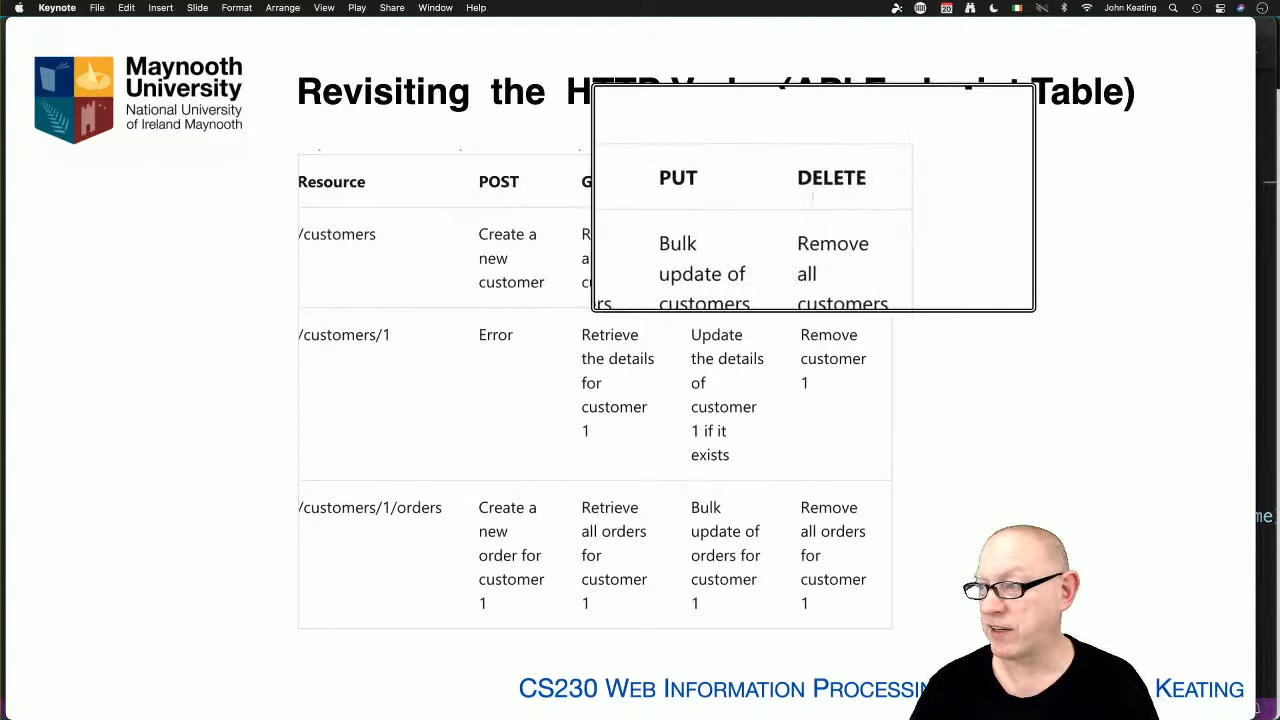 Keynote File Edit Insert Slide Format Arrange View Play Share Window Help 20 John Keating
Maynooth
University
National University
of Ireland Maynooth
Revisiting the Table)
Resource POST PUT DELETE
/customers Create a new customer Bulk update of customers Remove all customers
/customers/1 Error Retrieve the details for customer 1 Update the details of customer 1 if it exists Remove customer 1
/customers/1/orders Create a new order for customer 1 Retrieve all orders for customer 1 Bulk update of orders for customer 1 Remove all orders for customer 1
CS230 WEB INFORMATION KEATING